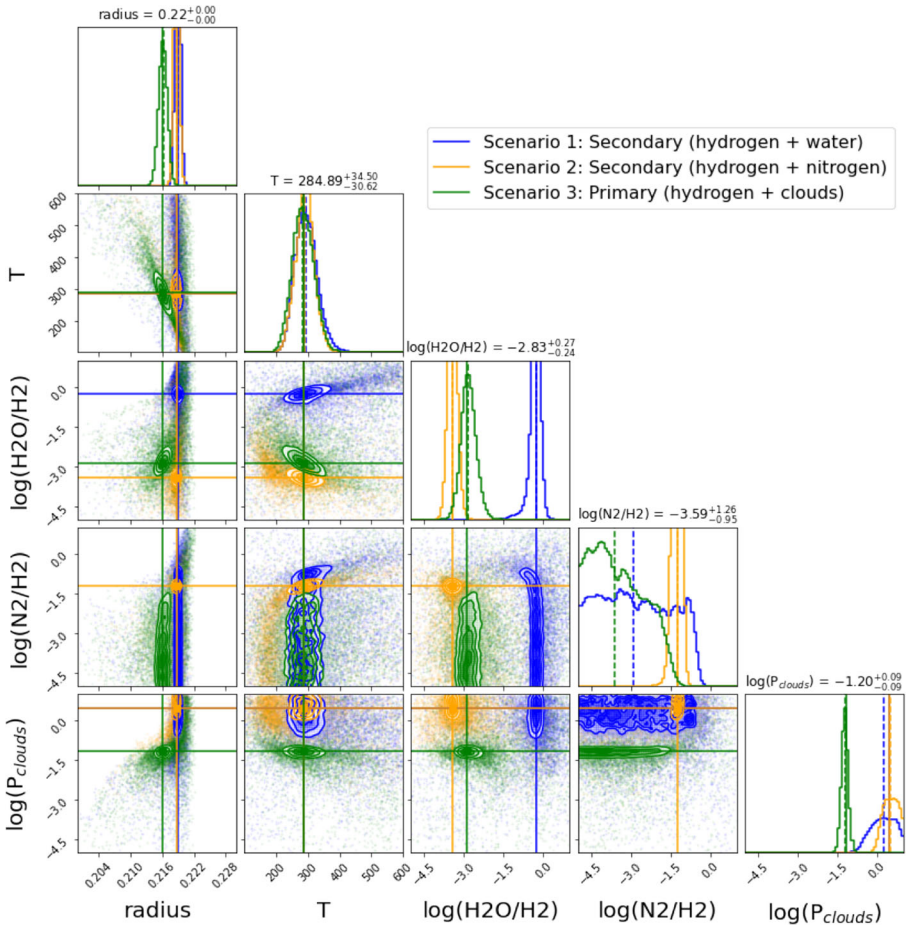 radius = 0.22 +0.00 −0.00
Scenario 1: Secondary (hydrogen + water)
Scenario 2: Secondary (hydrogen + nitrogen)
Scenario 3: Primary (hydrogen + clouds)
T = 284.89 +34.50 −30.62
600
450
300
200
T
log(H2O/H2) = −2.83 +0.27 −0.24
0.0
−1.5
−3.0
−4.5
log(H2O/H2)
log(N2/H2) = −3.59 +1.26 −0.95
0.0
−1.5
−3.0
−4.5
log(N2/H2)
log(Pclouds) = −1.20 +0.09 −0.09
0.0
−1.5
−3.0
−4.5
log(Pclouds)
0.204 0.210 0.216 0.222 0.228 200 300 400 500 600 −4.5 −3.0 −1.5 0.0 −4.5 −3.0 −1.5 0.0 −4.5 −3.0 −1.5 0.0
radius T log(H2O/H2) log(N2/H2) log(Pclouds)